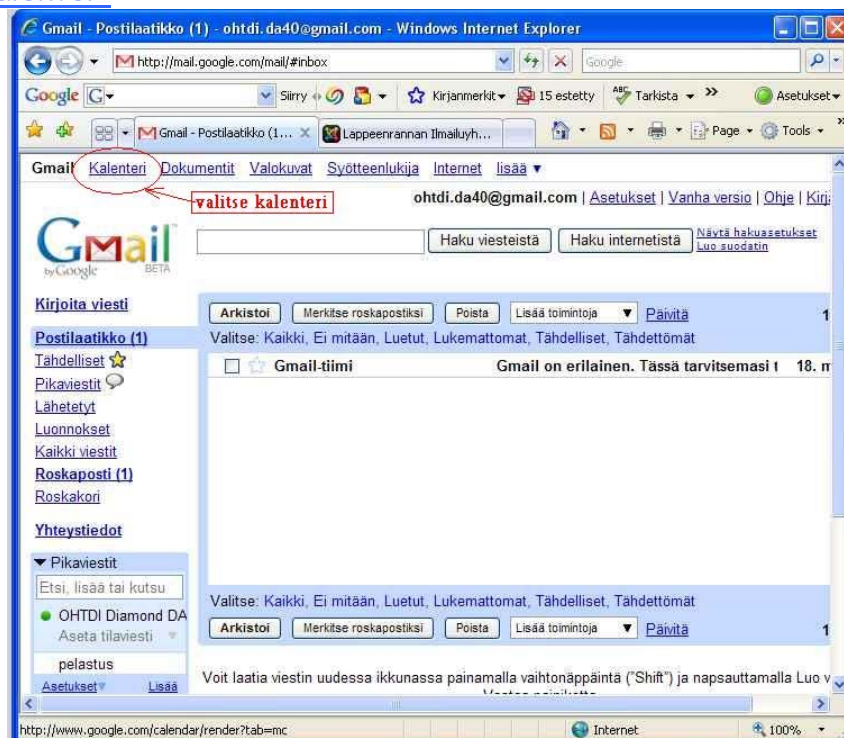 Gmail - Postilaatikko (1) - ohtdi.da40@gmail.com - Windows Internet Explorer
http://mail.google.com/mail/#inbox
Google
Google
G
Siirry
Kirjanmerkit
15 estetty
Tarkista
Asetukset
Gmail - Postilaatikko (1...
Lappeenrannan Ilmailuyh...
Page
Tools
Gmail Kalenteri Dokumentit Valokuvat Syötteenlukija Internet lisää ▼
valitse kalenteri
ohtdi.da40@gmail.com | Asetukset | Vanha versio | Ohje | Kirj
Gmail
by Google BETA
Haku viesteistä
Haku internetistä
Näytä hakuasetukset
Luo suodatin
Kirjoita viesti
Postilaatikko (1)
Tähdelliset
Pikaviestit
Lähetetyt
Luonnokset
Kaikki viestit
Roskaposti (1)
Roskakori
Yhteystiedot
Pikaviestit
Etsi, lisää tai kutsu
OHTDI Diamond DA
Aseta tilaviesti
pelastus
Asetukset Lisää
Arkistoi Merkitse roskapostiksi Poista Lisää toimintoja ▼ Päivitä 1
Valitse: Kaikki, Ei mitään, Luetut, Lukemattomat, Tähdelliset, Tähdettömät
Gmail-tiimi Gmail on erilainen. Tässä tarvitsemasi t 18. m
Valitse: Kaikki, Ei mitään, Luetut, Lukemattomat, Tähdelliset, Tähdettömät
Arkistoi Merkitse roskapostiksi Poista Lisää toimintoja ▼ Päivitä 1
Voit laatia viestin uudessa ikkunassa painamalla vaihtonäppäintä ("Shift") ja napsauttamalla Luo v
http://www.google.com/calendar/render?tab=mc
Internet
100%